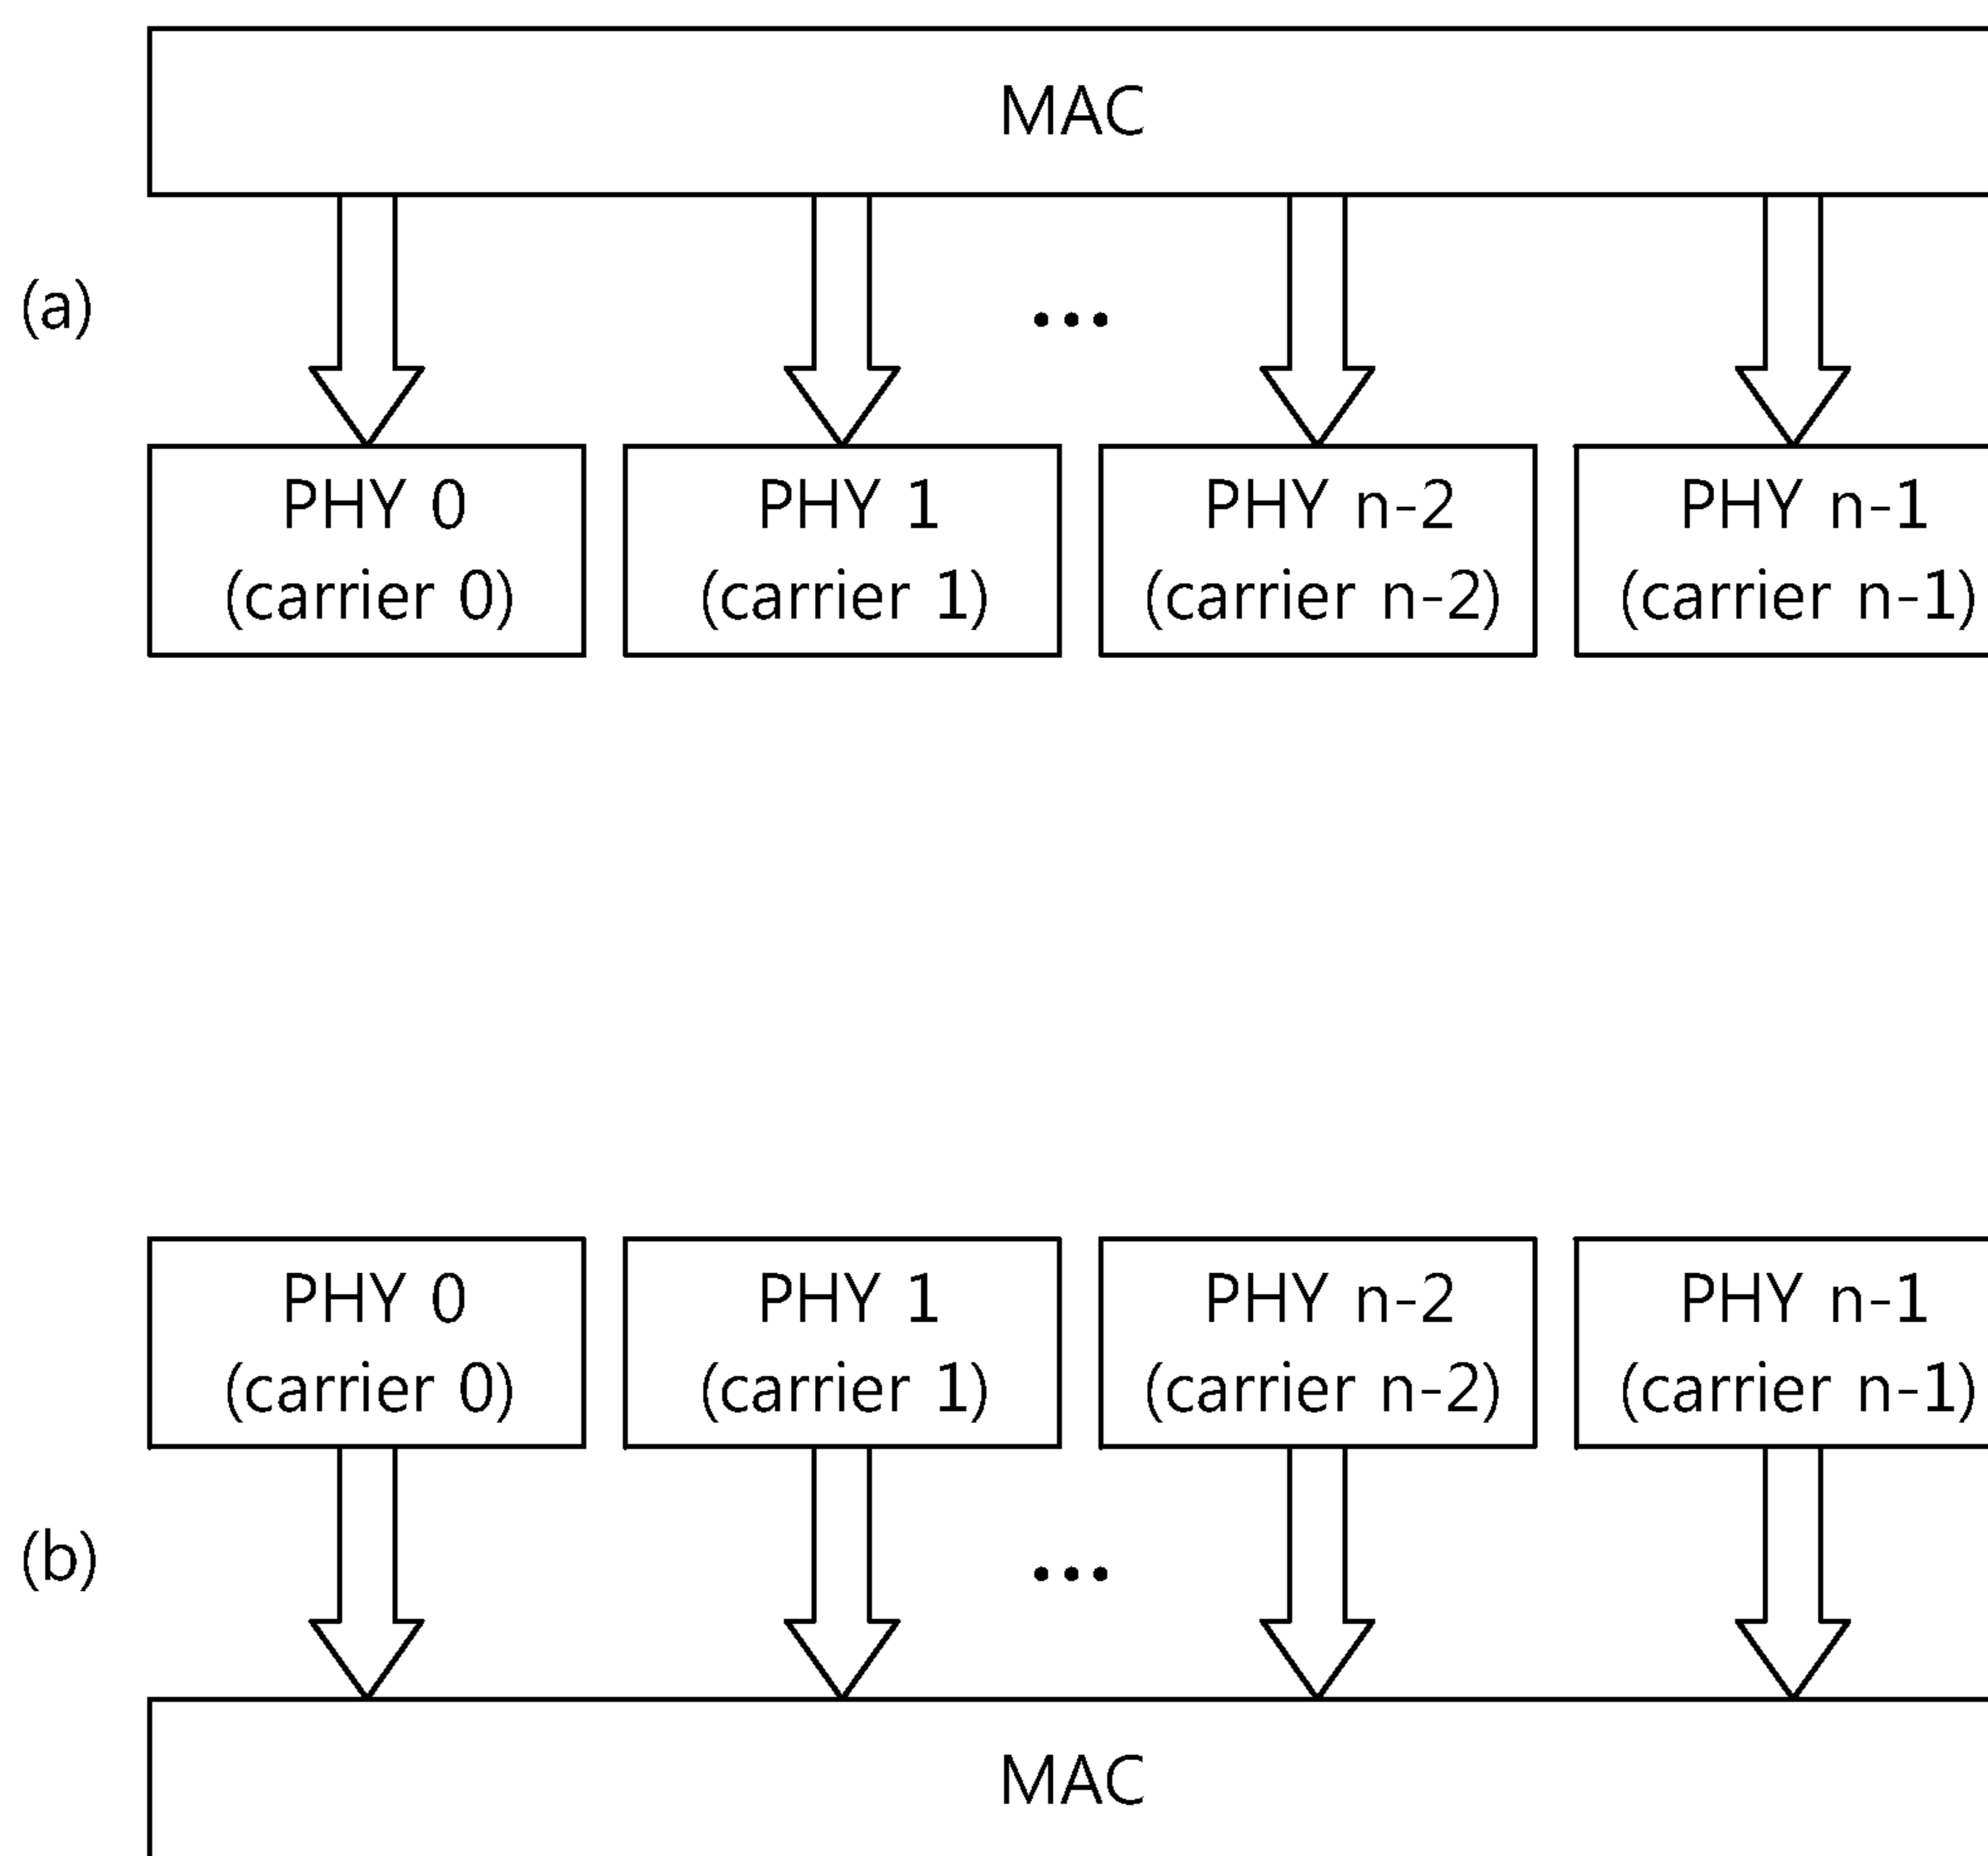 MAC
(a)
...
PHY 0
(carrier 0)
PHY 1
(carrier 1)
PHY n-2
(carrier n-2)
PHY n-1
(carrier n-1)
PHY 0
(carrier 0)
PHY 1
(carrier 1)
PHY n-2
(carrier n-2)
PHY n-1
(carrier n-1)
(b)
...
MAC